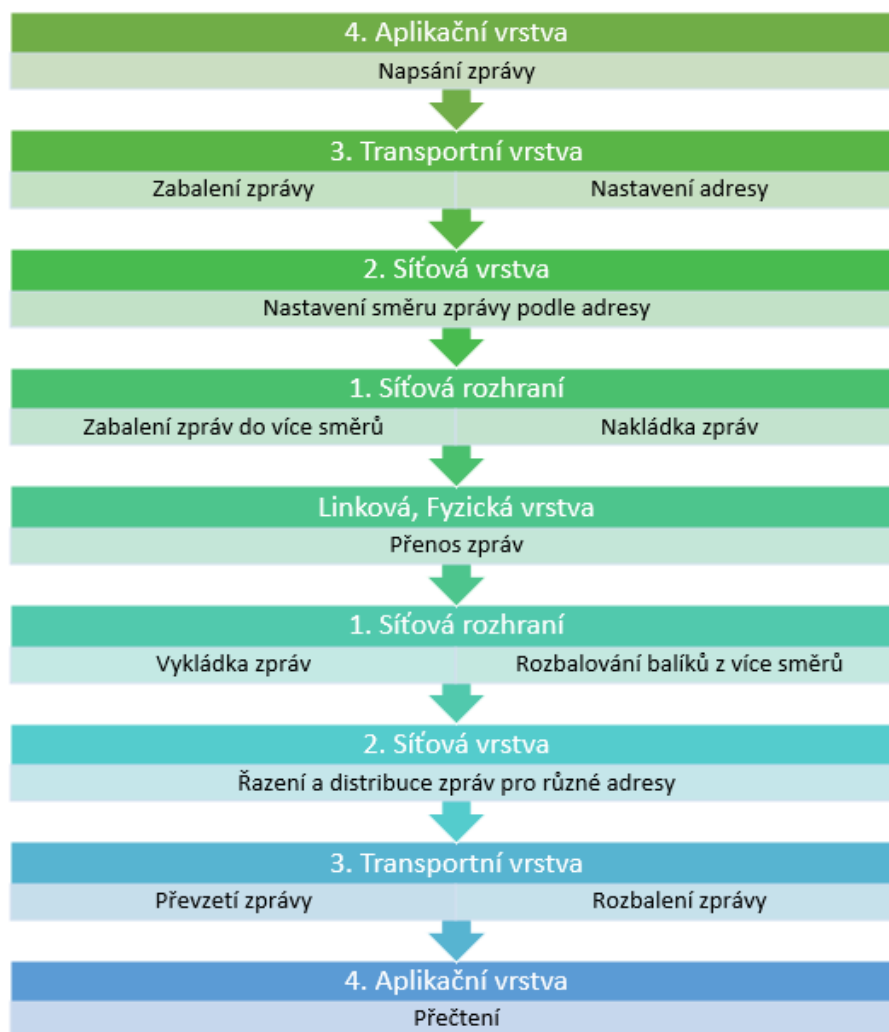 4. Aplikační vrstva
Napsání zprávy
3. Transportní vrstva
Zabalení zprávy
Nastavení adresy
2. Síťová vrstva
Nastavení směru zprávy podle adresy
1. Síťová rozhraní
Zabalení zpráv do více směrů
Nakládka zpráv
Linková, Fyzická vrstva
Přenos zpráv
1. Síťová rozhraní
Vykládka zpráv
Rozbalování balíků z více směrů
2. Síťová vrstva
Řazení a distribuce zpráv pro různé adresy
3. Transportní vrstva
Převzetí zprávy
Rozbalení zprávy
4. Aplikační vrstva
Přečtení